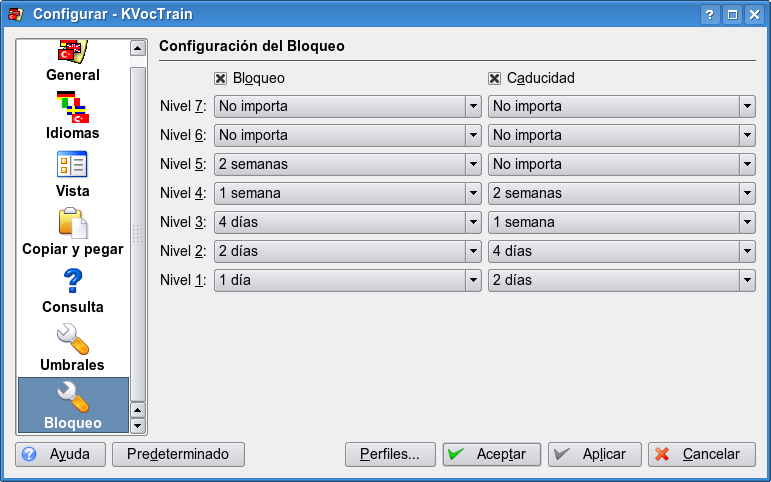 Configurar - KVocTrain
General
Idiomas
Vista
Copiar y pegar
Consulta
Umbrales
Bloqueo
Configuración del Bloqueo
Bloqueo Caducidad
Nivel 7: No importa No importa
Nivel 6: No importa No importa
Nivel 5: 2 semanas No importa
Nivel 4: 1 semana 2 semanas
Nivel 3: 4 días 1 semana
Nivel 2: 2 días 4 días
Nivel 1: 1 día 2 días
Ayuda Predeterminado Perfiles... Aceptar Aplicar Cancelar